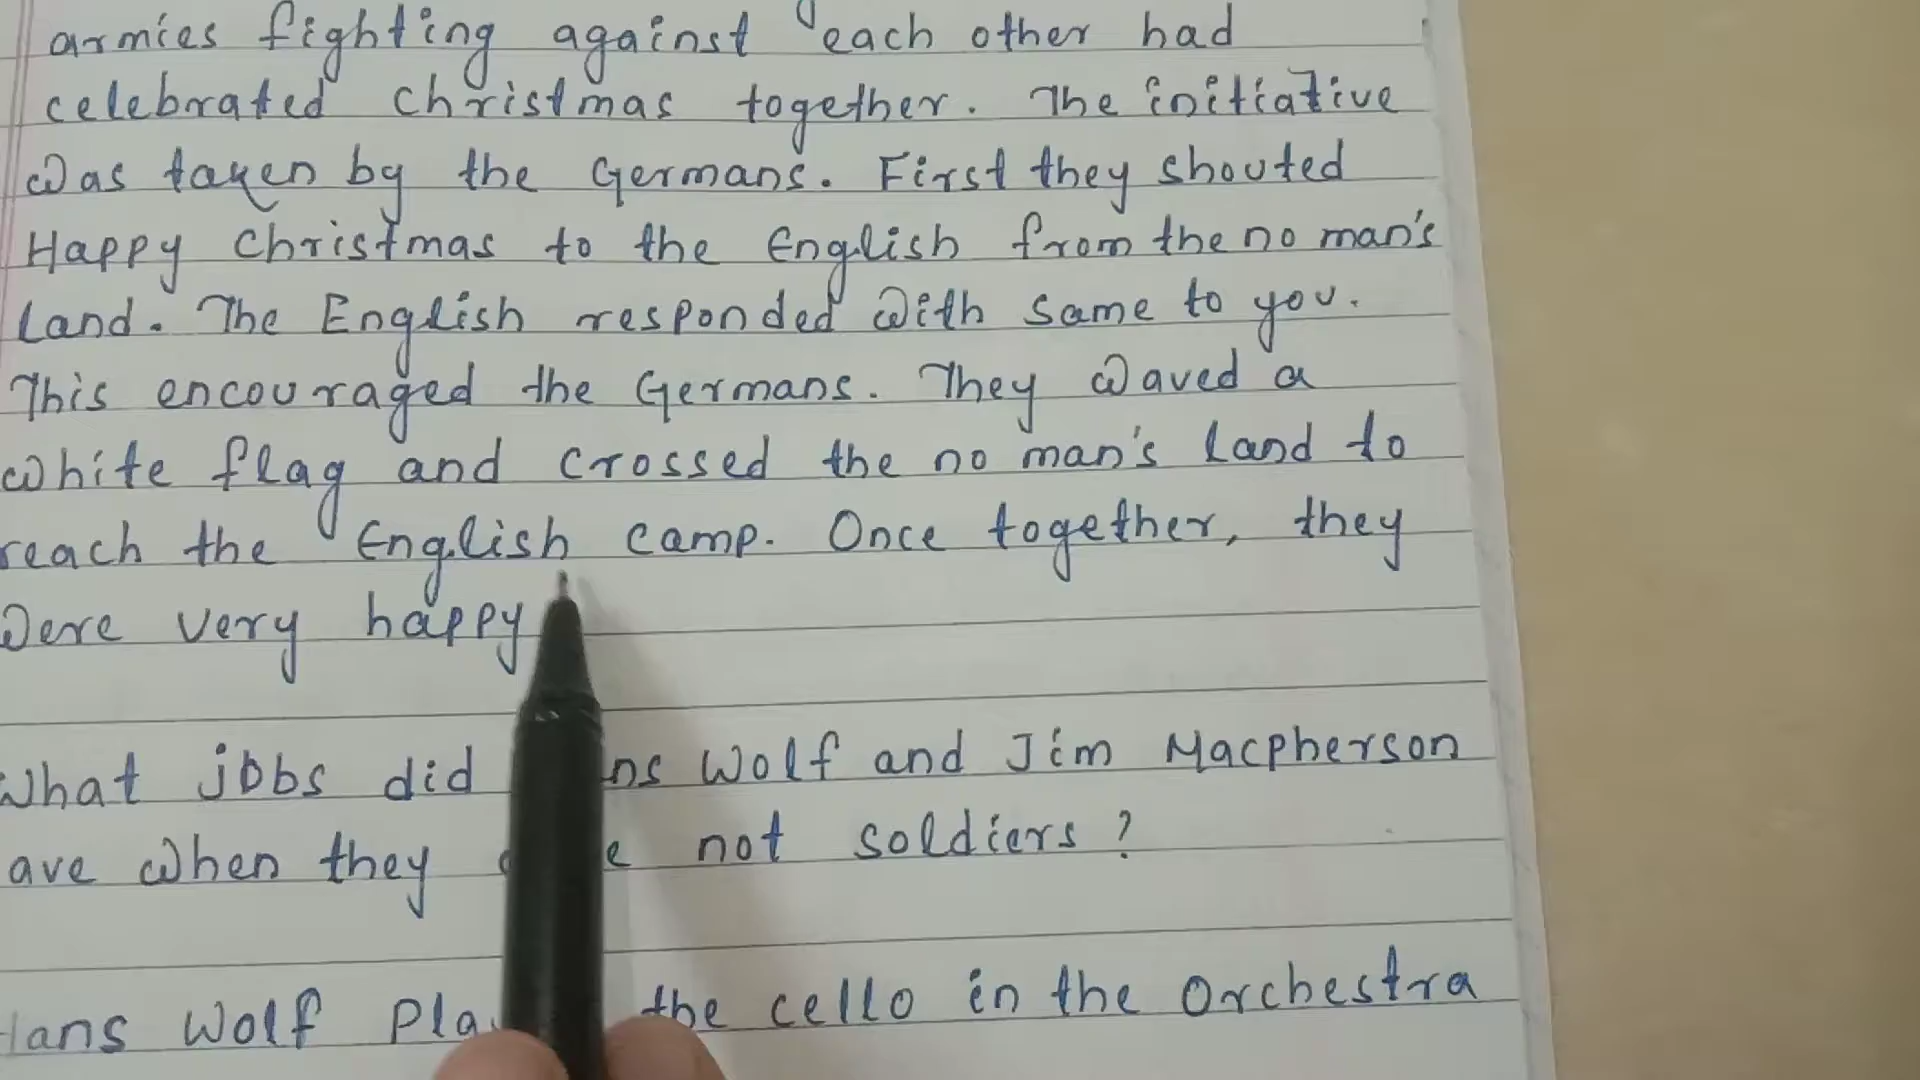 armies fighting against each other had
celebrated christmas together. The initiative
was taken by the Germans. First they shouted
Happy christmas to the English from the no man's
land. The English responded with same to you.
This encouraged the Germans. They waved a
white flag and crossed the no man's land to
reach the English camp. Once together, they
were very happy
What jobs did Wolf and Jim Macpherson
when they not soldiers?
Wolf the cello in the Orchestra